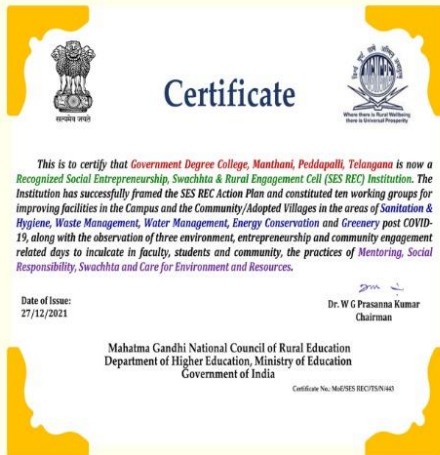 Certificate
सत्यमेव जयते
Where there is Rural Wellbeing
there is Universal Prosperity
This is to certify that Government Degree College, Manthani, Peddapalli, Telangana is now a
Recognized Social Entrepreneurship, Swachhta & Rural Engagement Cell (SES REC) Institution. The
Institution has successfully framed the SES REC Action Plan and constituted ten working groups for
improving facilities in the Campus and the Community/Adopted Villages in the areas of Sanitation &
Hygiene, Waste Management, Water Management, Energy Conservation and Greenery post COVID-
19, along with the observation of three environment, entrepreneurship and community engagement
related days to inculcate in faculty, students and community, the practices of Mentoring, Social
Responsibility, Swachhta and Care for Environment and Resources.
Date of Issue:
27/12/2021
Dr. W G Prasanna Kumar
Chairman
Mahatma Gandhi National Council of Rural Education
Department of Higher Education, Ministry of Education
Government of India
Certificate No.: MoE/SES REC/TS/N/443